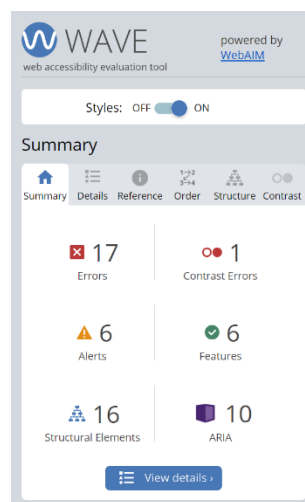 WAVE
web accessibility evaluation tool
powered by
WebAIM
Styles: OFF ON
Summary
Summary Details Reference Order Structure Contrast
17
Errors
1
Contrast Errors
6
Alerts
6
Features
16
Structural Elements
10
ARIA
View details ›